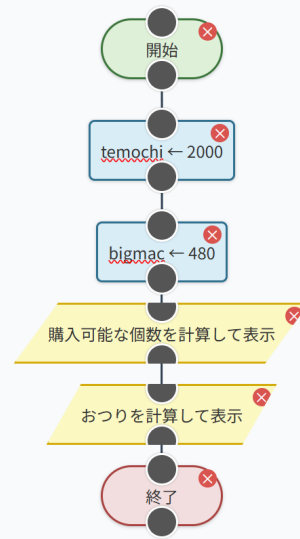 開始
temochi ← 2000
bigmac ← 480
購入可能な個数を計算して表示
おつりを計算して表示
終了